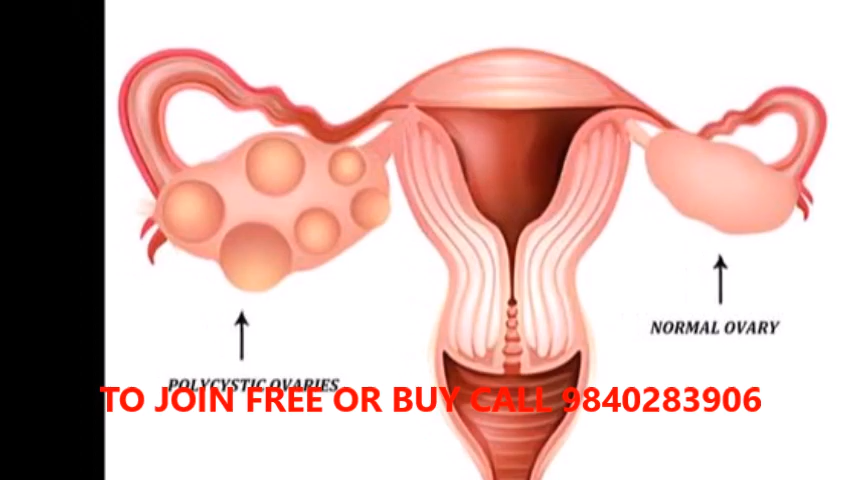 NORMAL OVARY
POLYCYSTIC OVARIES
TO JOIN FREE OR BUY CALL 9840283906